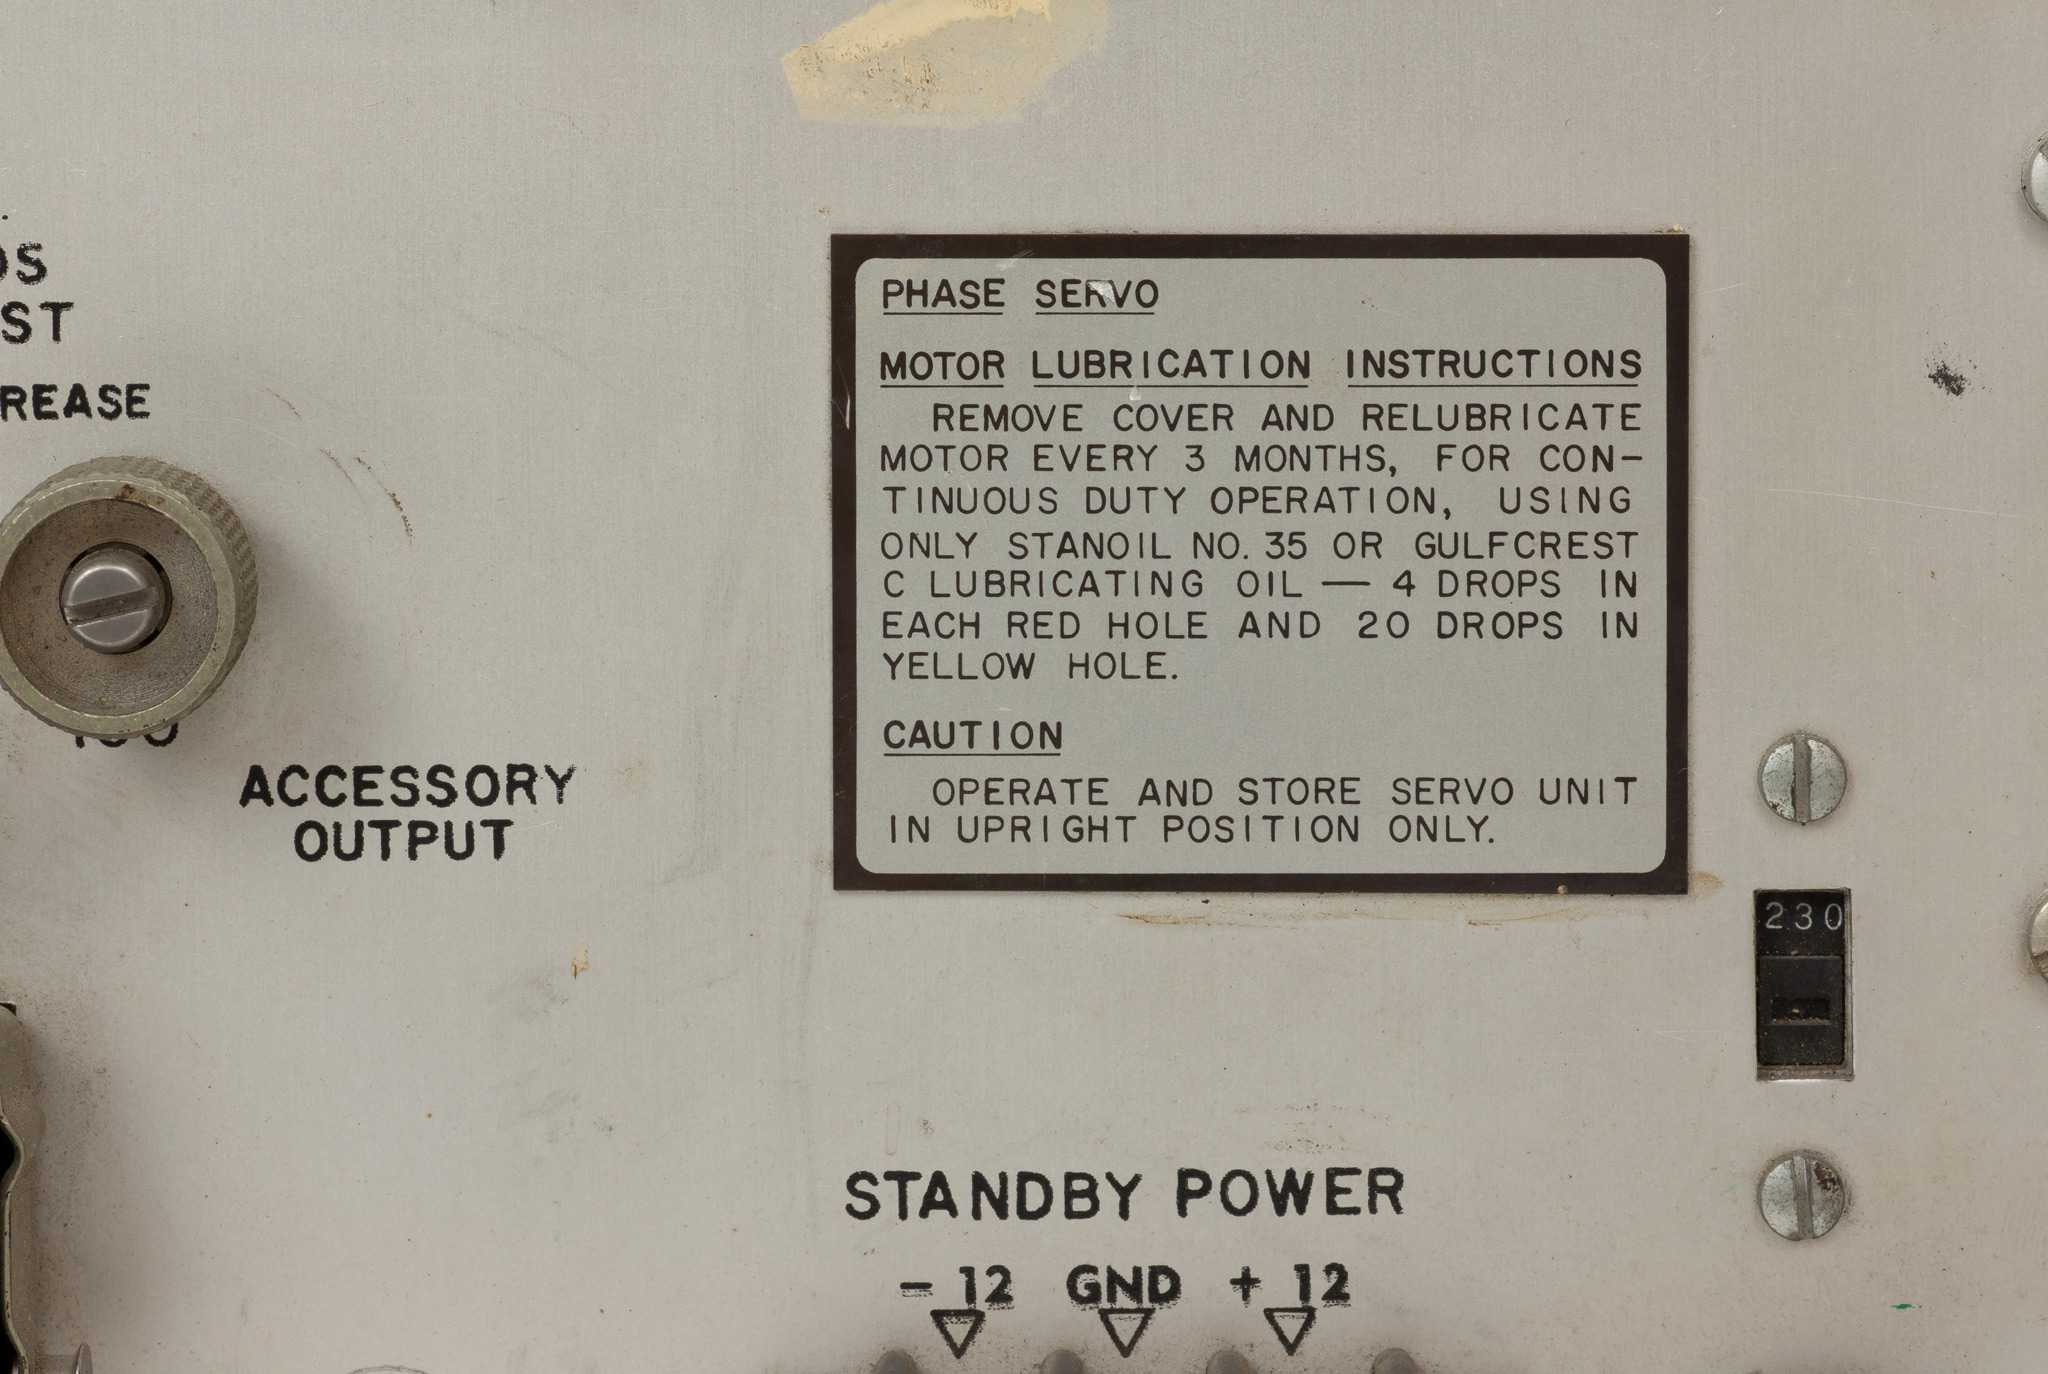 ST
REASE
ACCESSORY
OUTPUT
PHASE SERVO
MOTOR LUBRICATION INSTRUCTIONS
REMOVE COVER AND RELUBRICATE
MOTOR EVERY 3 MONTHS, FOR CON-
TINUOUS DUTY OPERATION, USING
ONLY STANOIL NO. 35 OR GULFCREST
C LUBRICATING OIL — 4 DROPS IN
EACH RED HOLE AND 20 DROPS IN
YELLOW HOLE.
CAUTION
OPERATE AND STORE SERVO UNIT
IN UPRIGHT POSITION ONLY.
230
STANDBY POWER
- 12 GND + 12